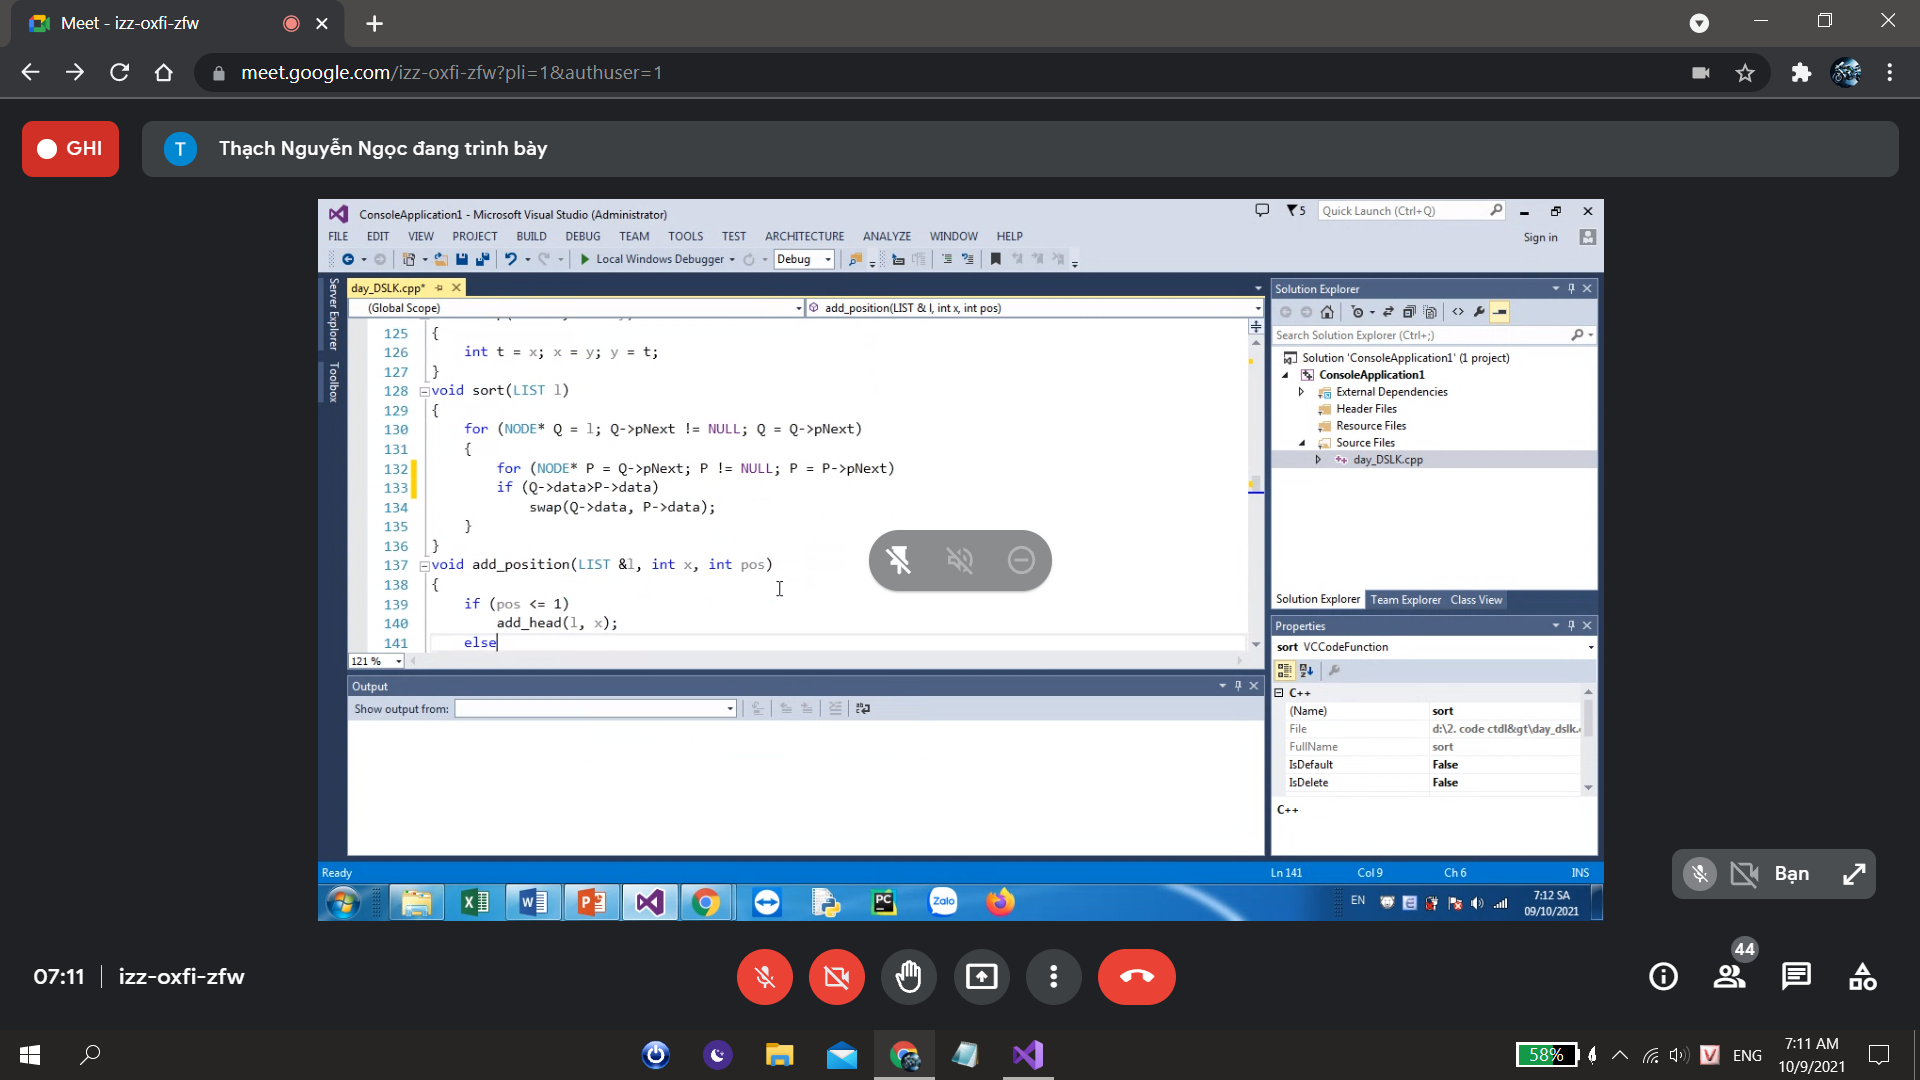 Meet - izz-oxfi-zfw
meet.google.com/izz-oxfi-zfw?pli=1&authuser=1
GHI
T
Thạch Nguyễn Ngọc đang trình bày
ConsoleApplication1 - Microsoft Visual Studio (Administrator)
5
Quick Launch (Ctrl+Q)
FILE EDIT VIEW PROJECT BUILD DEBUG TEAM TOOLS TEST ARCHITECTURE ANALYZE WINDOW HELP
Sign in
Local Windows Debugger
Debug
Server Explorer
Toolbox
day_DSLK.cpp*
(Global Scope)
add_position(LIST & l, int x, int pos)
125 {
126 int t = x; x = y; y = t;
127 }
128 void sort(LIST l)
129 {
130 for (NODE* Q = l; Q->pNext != NULL; Q = Q->pNext)
131 {
132 for (NODE* P = Q->pNext; P != NULL; P = P->pNext)
133 if (Q->data>P->data)
134 swap(Q->data, P->data);
135 }
136 }
137 void add_position(LIST &l, int x, int pos)
138 {
139 if (pos <= 1)
140 add_head(l, x);
141 else
121 %
Output
Show output from:
Solution Explorer
Search Solution Explorer (Ctrl+;)
Solution 'ConsoleApplication1' (1 project)
ConsoleApplication1
External Dependencies
Header Files
Resource Files
Source Files
day_DSLK.cpp
Solution Explorer Team Explorer Class View
Properties
sort VCCodeFunction
C++
(Name) sort
File d:\2. code ctdl&gt\day_dslk.
FullName sort
IsDefault False
IsDelete False
C++
Ready
Ln 141 Col 9 Ch 6 INS
PC
Zalo
EN
7:12 SA
09/10/2021
Bạn
07:11
izz-oxfi-zfw
44
58%
V
ENG
7:11 AM
10/9/2021